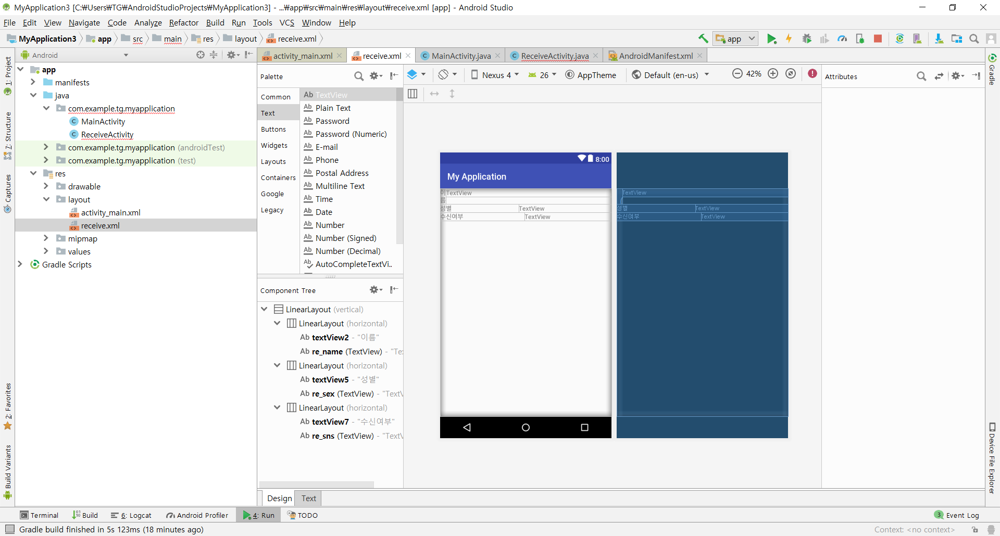 MyApplication3 [C:₩Users₩TG₩AndroidStudioProjects₩MyApplication3] - ...₩app₩src₩main₩res₩layout₩receive.xml [app] - Android Studio
File Edit View Navigate Code Analyze Refactor Build Run Tools VCS Window Help
MyApplication3 app src main res layout receive.xml
app
Android
activity_main.xml receive.xml MainActivity.java ReceiveActivity.java AndroidManifest.xml
1: Project
7: Structure
Captures
2: Favorites
Build Variants
app
manifests
java
com.example.tg.myapplication
MainActivity
ReceiveActivity
com.example.tg.myapplication (androidTest)
com.example.tg.myapplication (test)
res
drawable
layout
activity_main.xml
receive.xml
mipmap
values
Gradle Scripts
Palette
Common
Text
Buttons
Widgets
Layouts
Containers
Google
Legacy
Ab TextView
Ab Plain Text
Ab Password
Ab Password (Numeric)
Ab E-mail
Ab Phone
Ab Postal Address
Ab Multiline Text
Ab Time
Ab Date
Ab Number
Ab Number (Signed)
Ab Number (Decimal)
Ab AutoCompleteTextVi..
Component Tree
LinearLayout (vertical)
LinearLayout (horizontal)
Ab textView2 - "이름"
Ab re_name (TextView) - "Te
LinearLayout (horizontal)
Ab textView5 - "성별"
Ab re_sex (TextView) - "TextV
LinearLayout (horizontal)
Ab textView7 - "수신여부"
Ab re_sns (TextView) - "TextV
Nexus 4 26 AppTheme Default (en-us) 42%
8:00
My Application
이 TextView
름
성별 TextView
수신여부 TextView
TextView
성별 TextView
수신여부 TextView
Attributes
Gradle
Device File Explorer
Design Text
Terminal Build 6: Logcat Android Profiler 4: Run TODO 3 Event Log
Gradle build finished in 5s 123ms (18 minutes ago) Context: <no context>